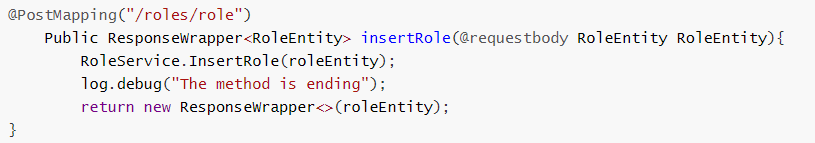 @PostMapping("/roles/role")
    Public ResponseWrapper<RoleEntity> insertRole(@requestbody RoleEntity RoleEntity){
        RoleService.InsertRole(roleEntity);
        log.debug("The method is ending");
        return new ResponseWrapper<>(roleEntity);
}